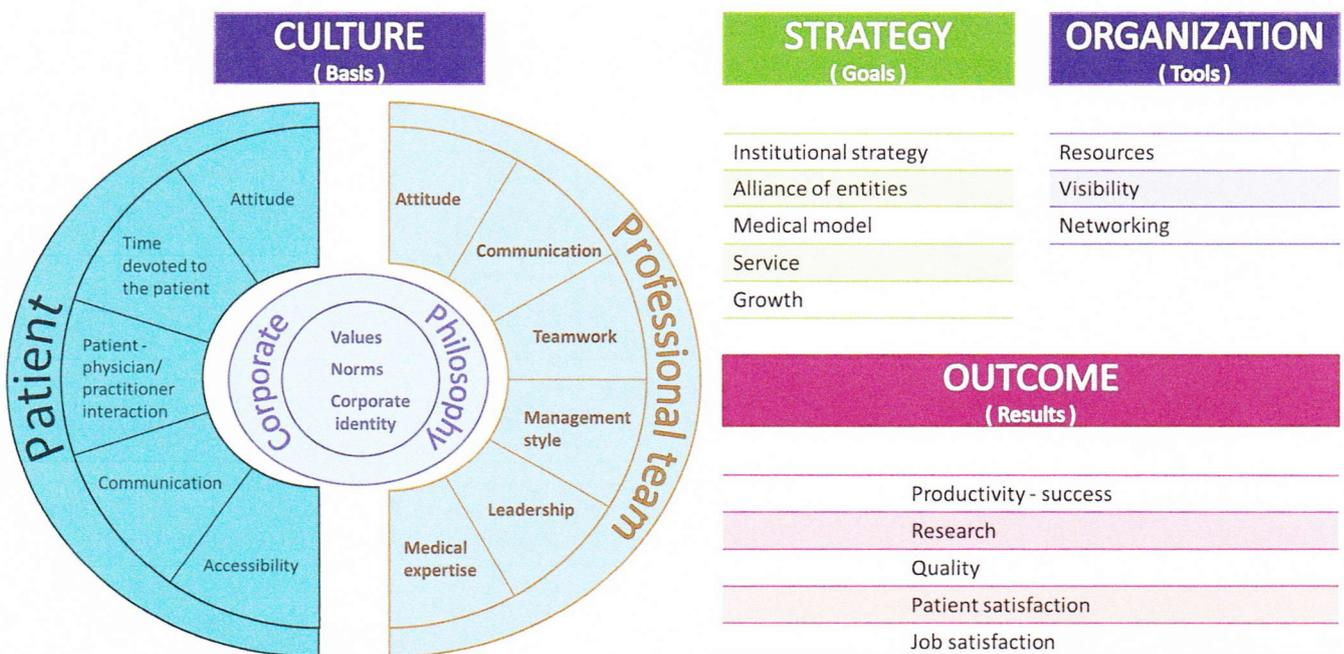 CULTURE
( Basis )
Patient
Attitude
Time
devoted to
the patient
Patient -
physician/
practitioner
interaction
Communication
Accessibility
Corporate
Philosophy
Values
Norms
Corporate
identity
Professional team
Attitude
Communication
Teamwork
Management
style
Leadership
Medical
expertise
STRATEGY
( Goals )
Institutional strategy
Alliance of entities
Medical model
Service
Growth
ORGANIZATION
( Tools )
Resources
Visibility
Networking
OUTCOME
( Results )
Productivity - success
Research
Quality
Patient satisfaction
Job satisfaction